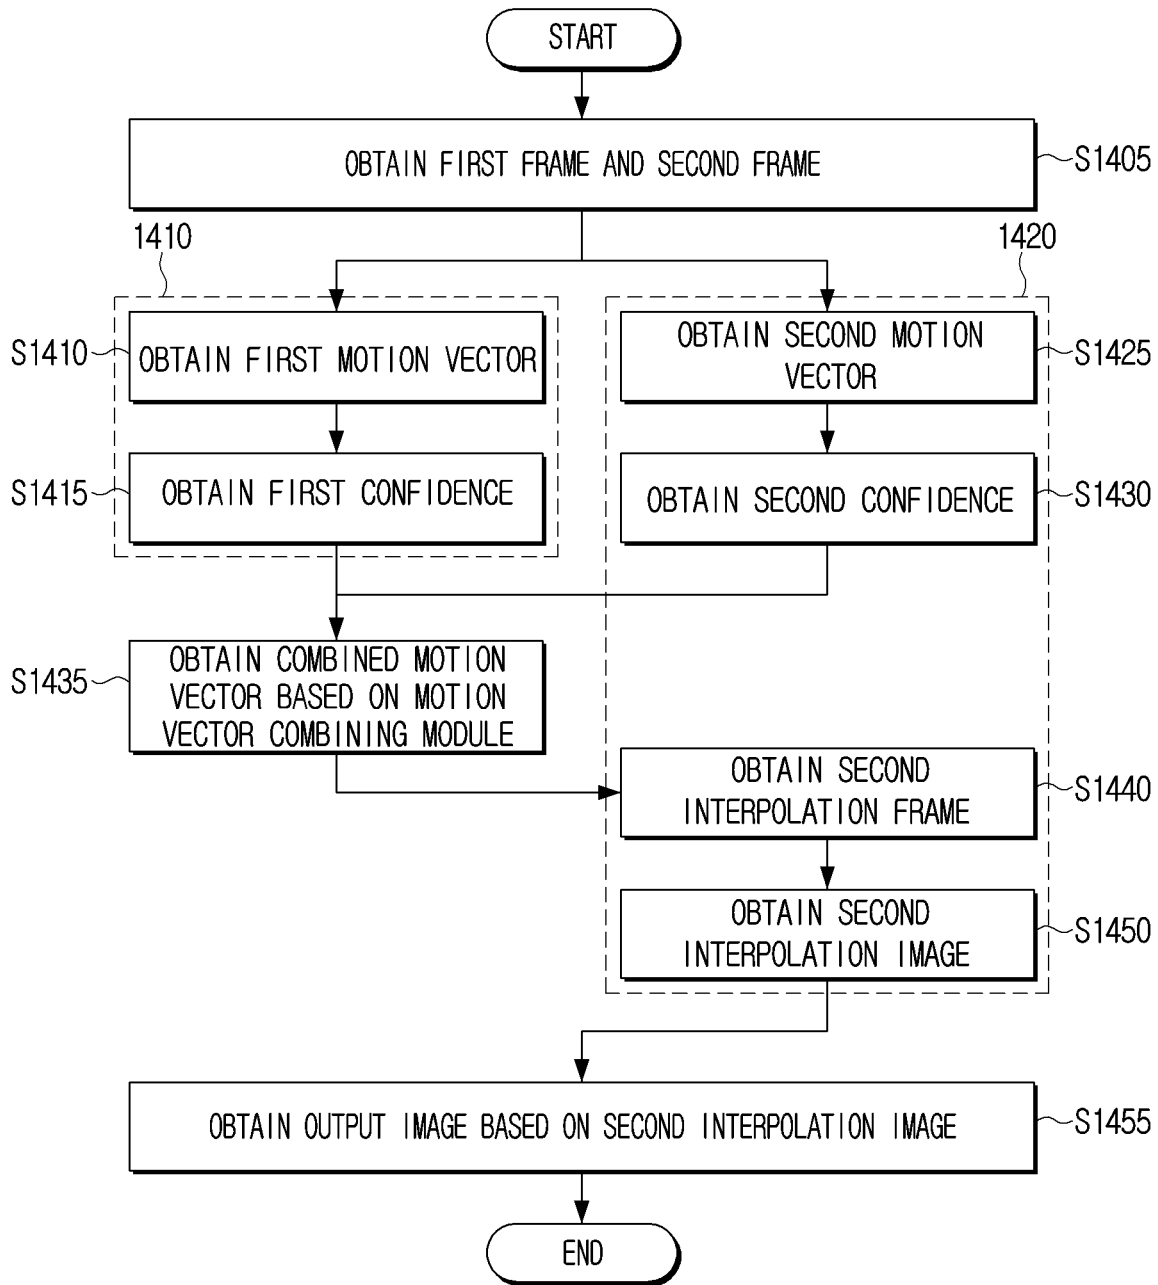 START
OBTAIN FIRST FRAME AND SECOND FRAME
S1405
1410
1420
S1410
OBTAIN FIRST MOTION VECTOR
OBTAIN SECOND MOTION
VECTOR
S1425
S1415
OBTAIN FIRST CONFIDENCE
OBTAIN SECOND CONFIDENCE
S1430
S1435
OBTAIN COMBINED MOTION
VECTOR BASED ON MOTION
VECTOR COMBINING MODULE
OBTAIN SECOND
INTERPOLATION FRAME
S1440
OBTAIN SECOND
INTERPOLATION IMAGE
S1450
OBTAIN OUTPUT IMAGE BASED ON SECOND INTERPOLATION IMAGE
S1455
END